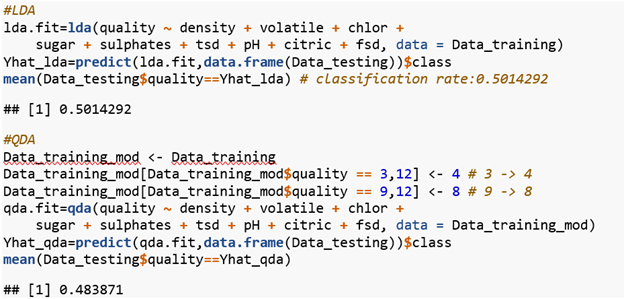 #LDA
lda.fit=lda(quality ~ density + volatile + chlor +
sugar + sulphates + tsd + pH + citric + fsd, data = Data_training)
Yhat_lda=predict(lda.fit,data.frame(Data_testing))$class
mean(Data_testing$quality==Yhat_lda) # classification rate:0.5014292
## [1] 0.5014292
#QDA
Data_training_mod <- Data_training
Data_training_mod[Data_training_mod$quality == 3,12] <- 4 # 3 -> 4
Data_training_mod[Data_training_mod$quality == 9,12] <- 8 # 9 -> 8
qda.fit=qda(quality ~ density + volatile + chlor +
sugar + sulphates + tsd + pH + citric + fsd, data = Data_training_mod)
Yhat_qda=predict(qda.fit,data.frame(Data_testing))$class
mean(Data_testing$quality==Yhat_qda)
## [1] 0.483871